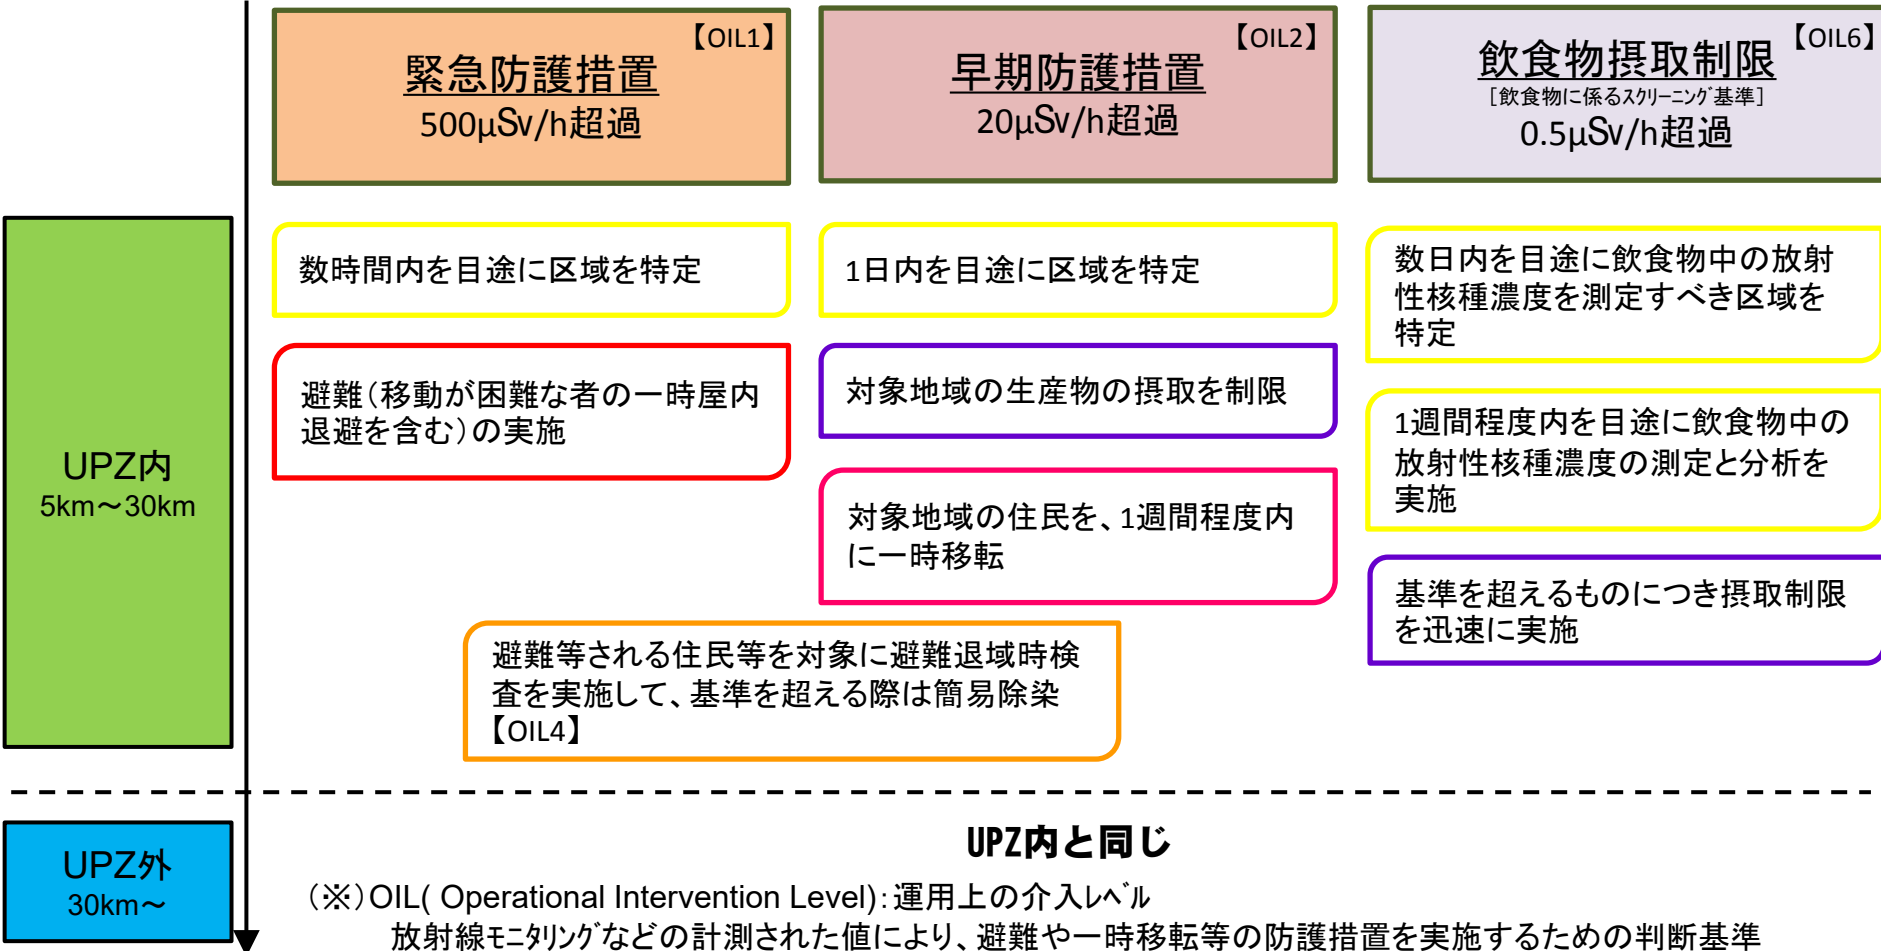 【OIL1】
緊急防護措置
500μSv/h超過
【OIL2】
早期防護措置
20μSv/h超過
【OIL6】
飲食物摂取制限
[飲食物に係るｽｸﾘｰﾆﾝｸﾞ基準]
0.5μSv/h超過
UPZ内
5km～30km
数時間内を目途に区域を特定
避難（移動が困難な者の一時屋内
退避を含む）の実施
1日内を目途に区域を特定
対象地域の生産物の摂取を制限
対象地域の住民を、1週間程度内
に一時移転
避難等される住民等を対象に避難退域時検
査を実施して、基準を超える際は簡易除染
【OIL4】
数日内を目途に飲食物中の放射
性核種濃度を測定すべき区域を
特定
1週間程度内を目途に飲食物中の
放射性核種濃度の測定と分析を
実施
基準を超えるものにつき摂取制限
を迅速に実施
UPZ外
30km～
UPZ内と同じ
（※）OIL( Operational Intervention Level)：運用上の介入ﾚﾍﾞﾙ
放射線ﾓﾆﾀﾘﾝｸﾞなどの計測された値により、避難や一時移転等の防護措置を実施するための判断基準